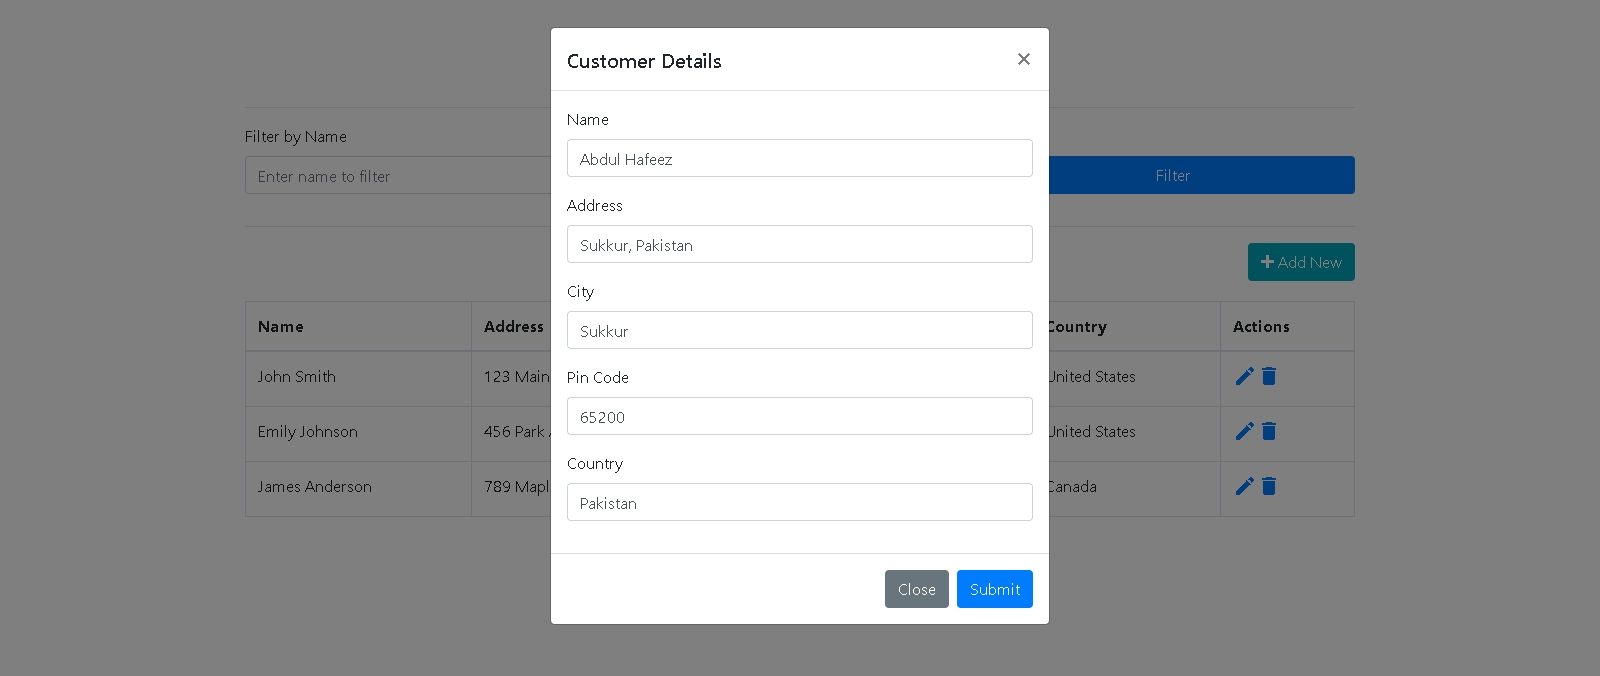 Customer Details
×
Name
Abdul Hafeez
Address
Sukkur, Pakistan
City
Sukkur
Pin Code
65200
Country
Pakistan
Close Submit
Filter by Name
Enter name to filter
Filter
Add New
Name Address Country Actions
John Smith 123 Main United States
Emily Johnson 456 Park United States
James Anderson 789 Mapl Canada